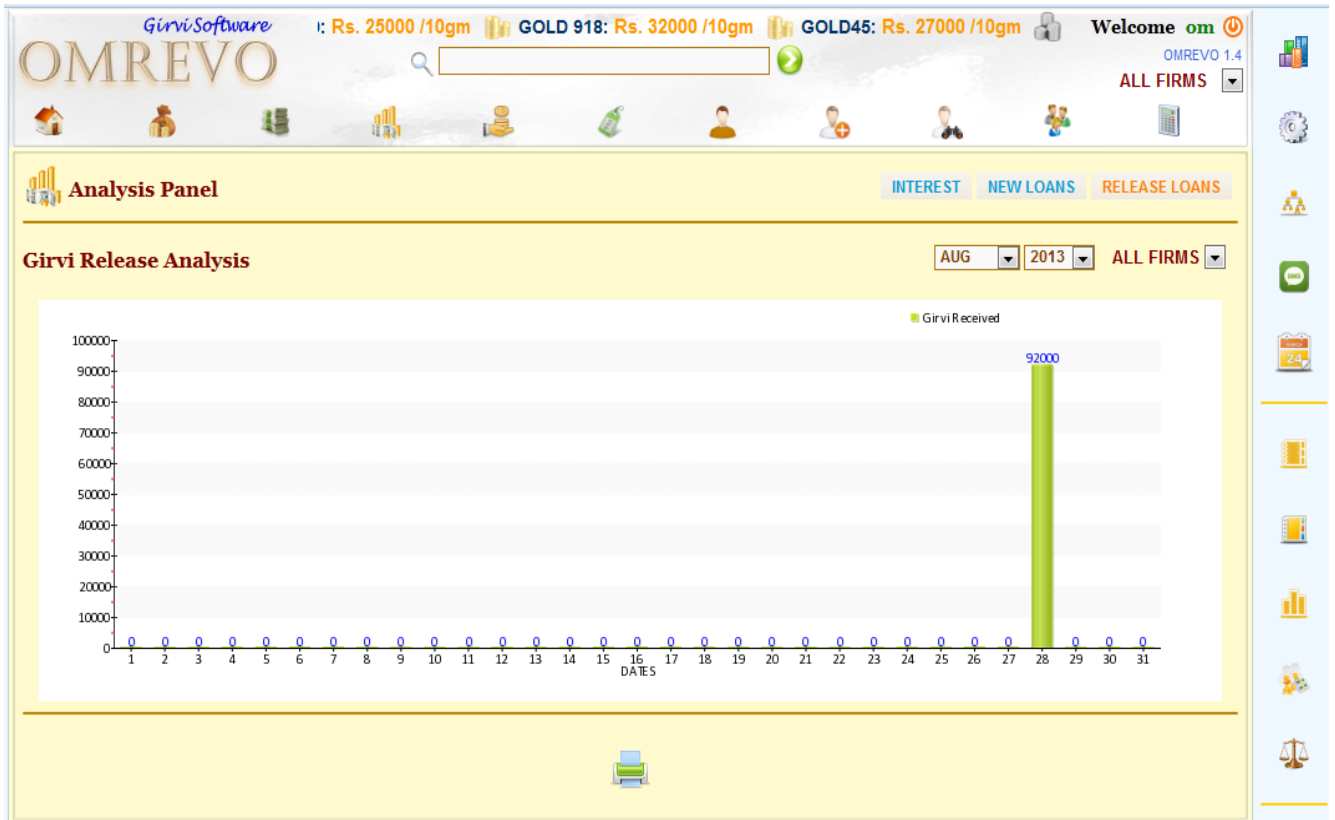 Girvi Software
OMREVO
): Rs. 25000 /10gm GOLD 918: Rs. 32000 /10gm GOLD45: Rs. 27000 /10gm
Welcome om
OMREVO 1.4
ALL FIRMS
Analysis Panel
INTEREST NEW LOANS RELEASE LOANS
Girvi Release Analysis
AUG 2013 ALL FIRMS
Girvi Received
100000
90000
80000
70000
60000
50000
40000
30000
20000
10000
0
92000
0 0 0 0 0 0 0 0 0 0 0 0 0 0 0 0 0 0 0 0 0 0 0 0 0 0 0 0 0 0
1 2 3 4 5 6 7 8 9 10 11 12 13 14 15 16 17 18 19 20 21 22 23 24 25 26 27 28 29 30 31
DATES
SMS
24